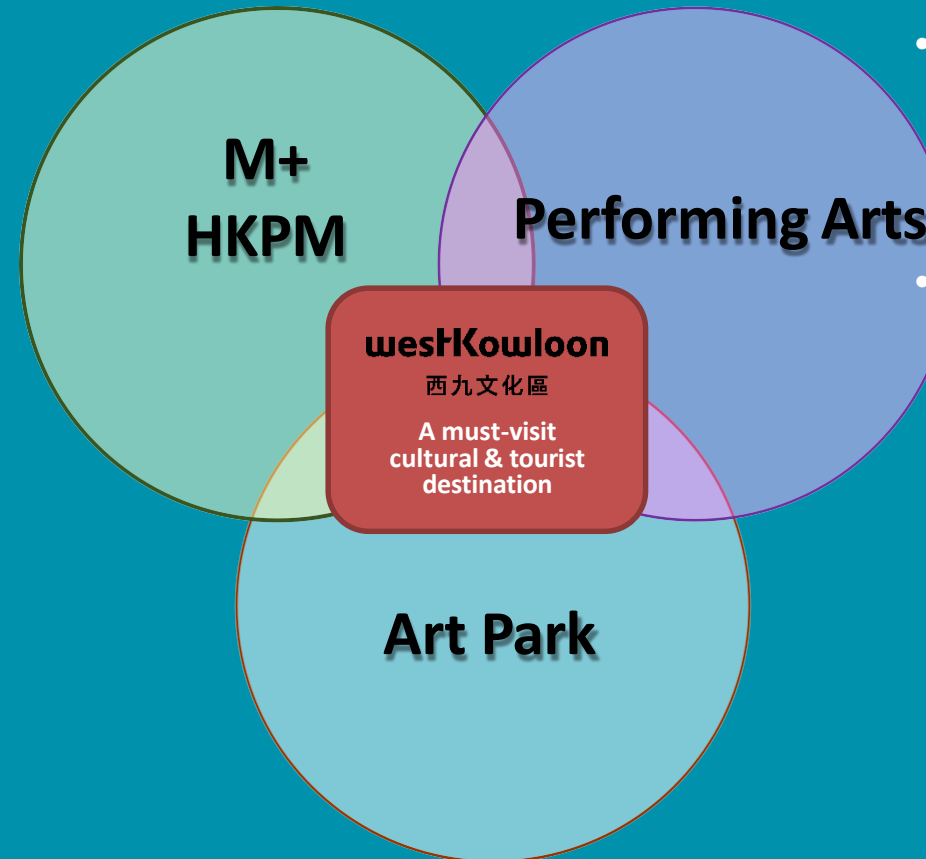 M+
HKPM
Performing Arts
westKowloon
西九文化區
A must-visit
cultural & tourist
destination
Art Park